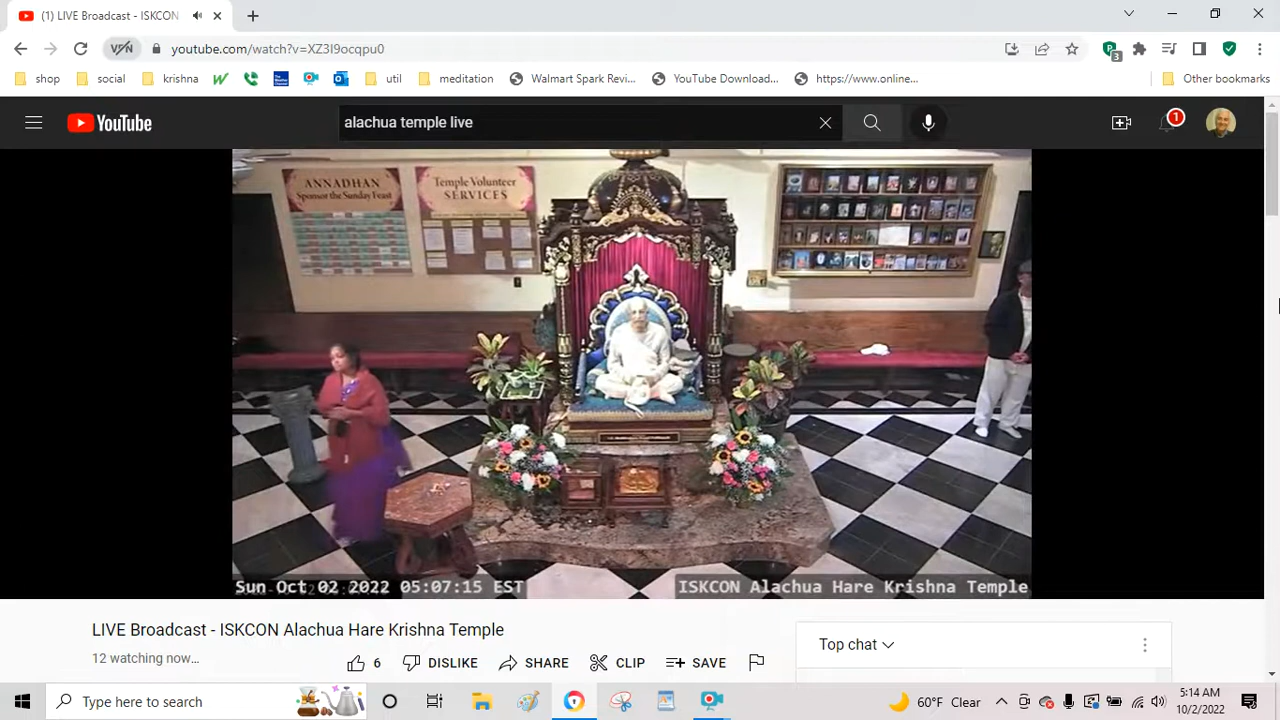 (1) LIVE Broadcast - ISKCON
youtube.com/watch?v=XZ3I9ocqpu0
VPN
3
shop
social
krishna
util
meditation
Walmart Spark Revi...
YouTube Download...
https://www.online...
Other bookmarks
YouTube
alachua temple live
1
ANNADHAN
Sponsor the Sunday Feast
Temple Volunteer
SERVICES
Sun Oct 02 2022 05:07:15 EST
ISKCON Alachua Hare Krishna Temple
LIVE Broadcast - ISKCON Alachua Hare Krishna Temple
12 watching now...
6
DISLIKE
SHARE
CLIP
SAVE
Top chat
Type here to search
60°F Clear
5:14 AM
10/2/2022